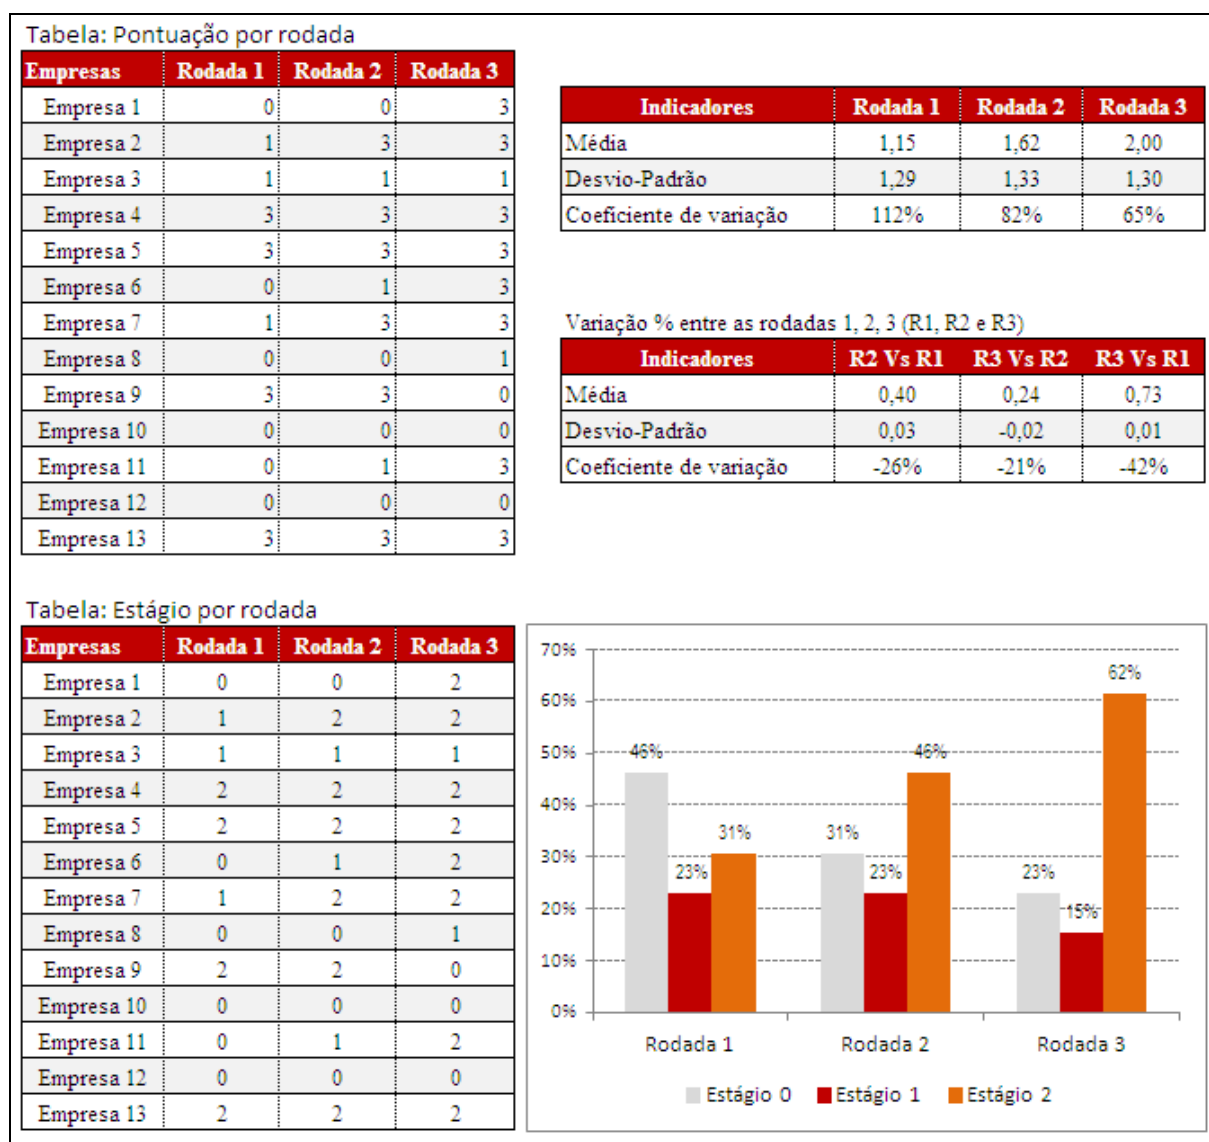 Tabela: Pontuação por rodada
Empresas Rodada 1 Rodada 2 Rodada 3
Empresa 1 0 0 3
Empresa 2 1 3 3
Empresa 3 1 1 1
Empresa 4 3 3 3
Empresa 5 3 3 3
Empresa 6 0 1 3
Empresa 7 1 3 3
Empresa 8 0 0 1
Empresa 9 3 3 0
Empresa 10 0 0 0
Empresa 11 0 1 3
Empresa 12 0 0 0
Empresa 13 3 3 3
Indicadores Rodada 1 Rodada 2 Rodada 3
Média 1,15 1,62 2,00
Desvio-Padrão 1,29 1,33 1,30
Coeficiente de variação 112% 82% 65%
Variação % entre as rodadas 1, 2, 3 (R1, R2 e R3)
Indicadores R2 Vs R1 R3 Vs R2 R3 Vs R1
Média 0,40 0,24 0,73
Desvio-Padrão 0,03 -0,02 0,01
Coeficiente de variação -26% -21% -42%
Tabela: Estágio por rodada
Empresas Rodada 1 Rodada 2 Rodada 3
Empresa 1 0 0 2
Empresa 2 1 2 2
Empresa 3 1 1 1
Empresa 4 2 2 2
Empresa 5 2 2 2
Empresa 6 0 1 2
Empresa 7 1 2 2
Empresa 8 0 0 1
Empresa 9 2 2 0
Empresa 10 0 0 0
Empresa 11 0 1 2
Empresa 12 0 0 0
Empresa 13 2 2 2
70%
60%
50%
40%
30%
20%
10%
0%
46% 23% 31%
31% 23% 46%
23% 15% 62%
Rodada 1 Rodada 2 Rodada 3
Estágio 0 Estágio 1 Estágio 2